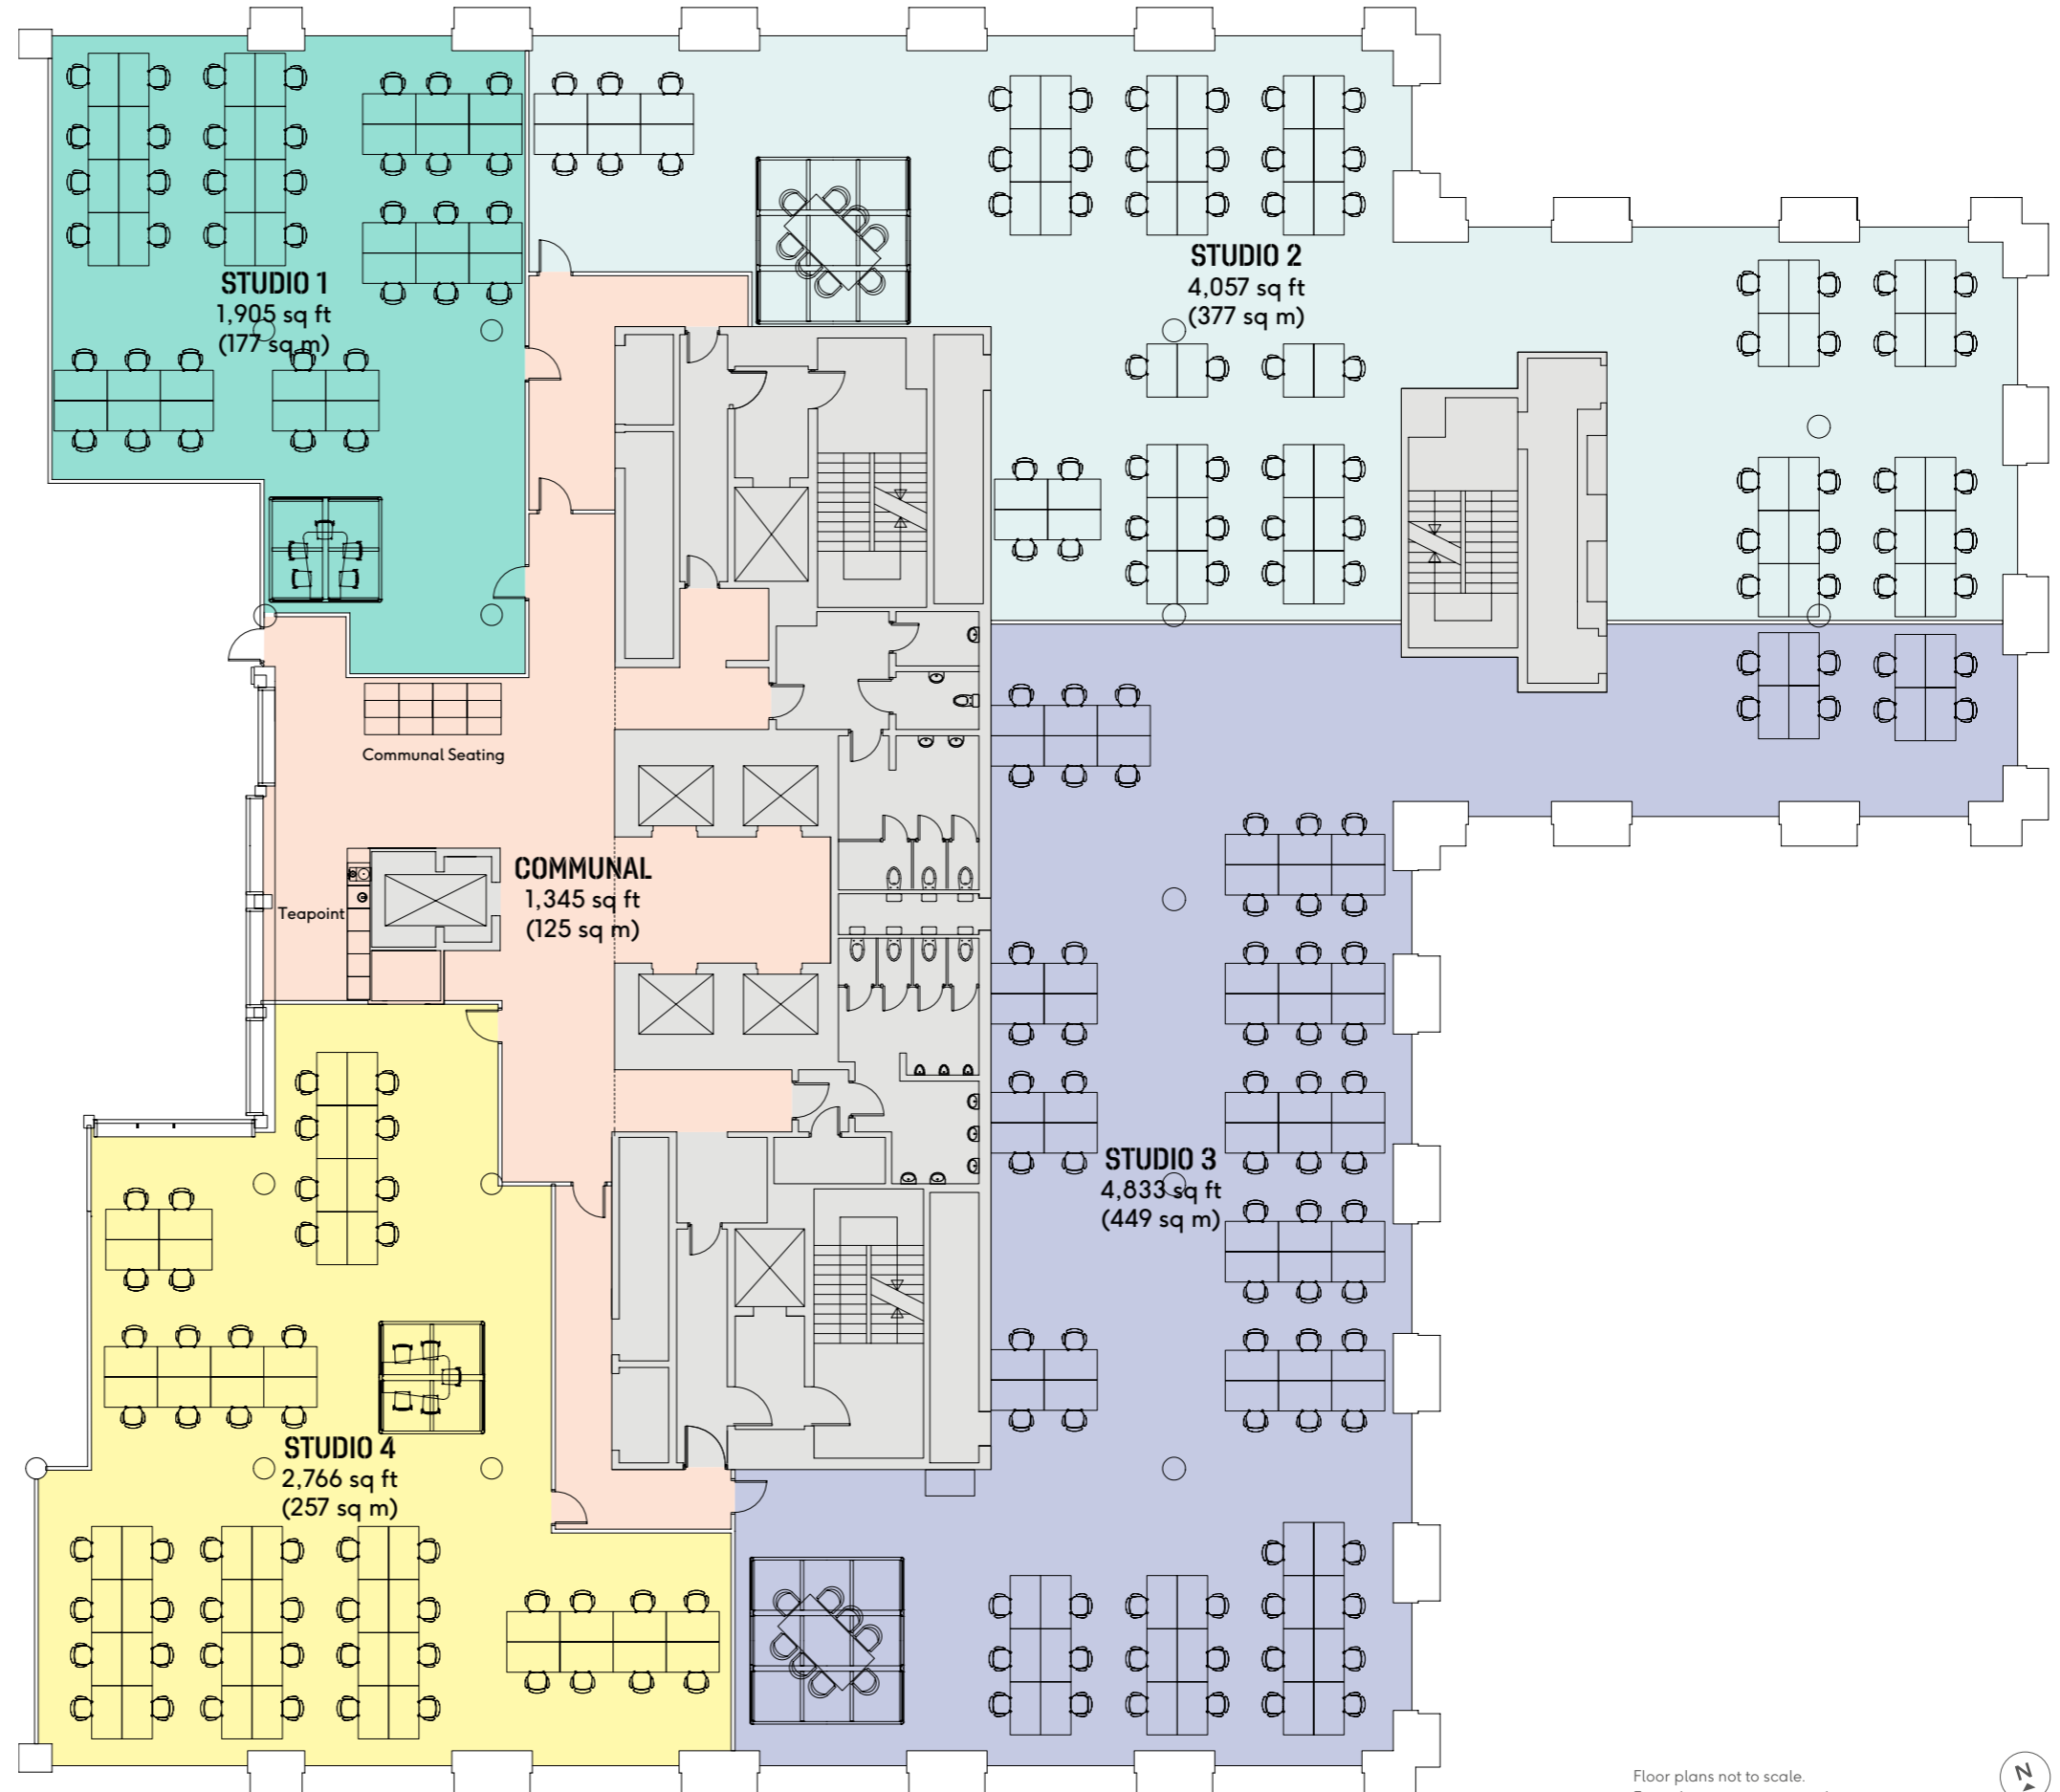 STUDIO 1
1,905 sq ft
(177 sq m)
STUDIO 2
4,057 sq ft
(377 sq m)
Communal Seating
COMMUNAL
1,345 sq ft
(125 sq m)
Teapoint
STUDIO 3
4,833 sq ft
(449 sq m)
STUDIO 4
2,766 sq ft
(257 sq m)
Floor plans not to scale.
N